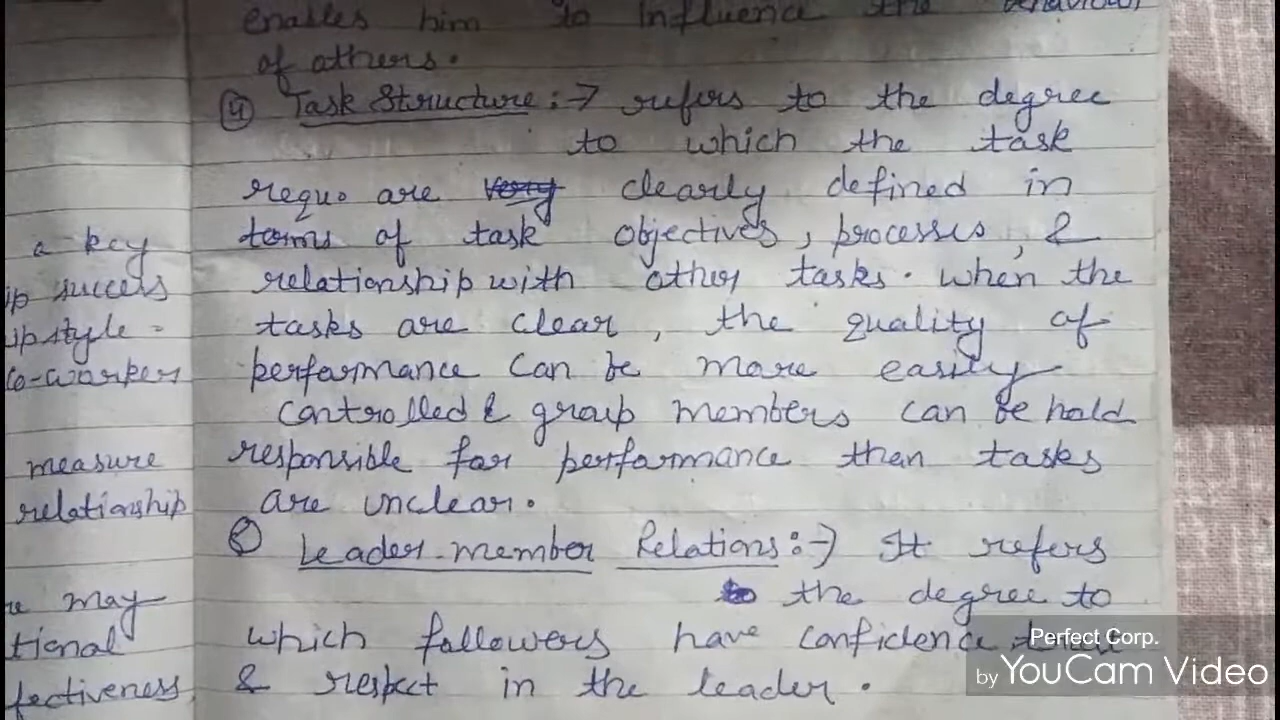 enables him to influence the behaviour
of others.
④ Task Structure :→ refers to the degree
to which the task
requ. are very clearly defined in
terms of task objectives, processes, &
relationship with other tasks. when the
tasks are clear, the quality of
performance can be more easily
controlled & group members can be hold
responsible for performance then tasks
are unclear.
Leader-member Relations :→ It refers
to the degree to
which followers have confidence
& respect in the leader.
a key
ip success
ip style =
Co-worker
measure
relationship
may
tional
fectiveness
Perfect Corp.
by YouCam Video